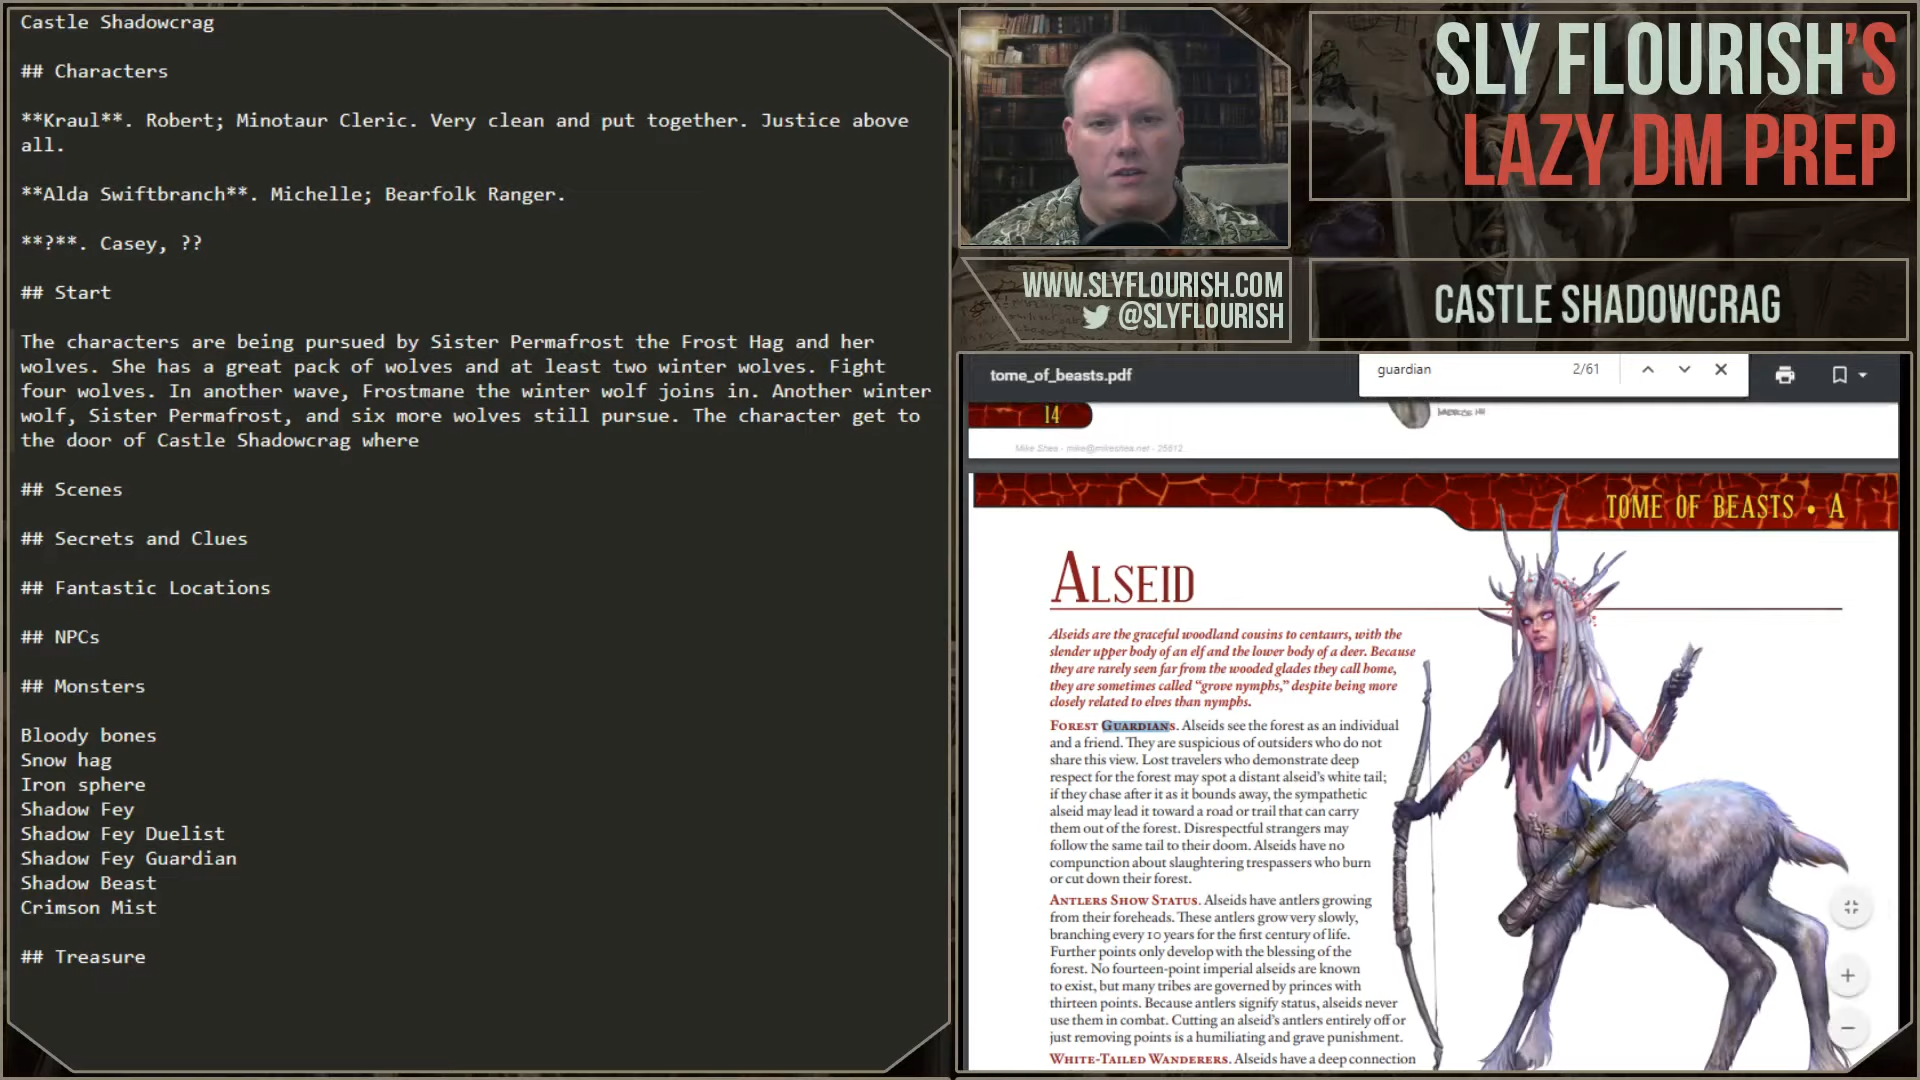 Castle Shadowcrag
## Characters
**Kraul**. Robert; Minotaur Cleric. Very clean and put together. Justice above
all.
**Alda Swiftbranch**. Michelle; Bearfolk Ranger.
**?**. Casey, ??
## Start
The characters are being pursued by Sister Permafrost the Frost Hag and her
wolves. She has a great pack of wolves and at least two winter wolves. Fight
four wolves. In another wave, Frostmane the winter wolf joins in. Another winter
wolf, Sister Permafrost, and six more wolves still pursue. The character get to
the door of Castle Shadowcrag where
## Scenes
## Secrets and Clues
## Fantastic Locations
## NPCs
## Monsters
Bloody bones
Snow hag
Iron sphere
Shadow Fey
Shadow Fey Duelist
Shadow Fey Guardian
Shadow Beast
Crimson Mist
## Treasure
SLY FLOURISH'S
LAZY DM PREP
WWW.SLYFLOURISH.COM
@SLYFLOURISH
CASTLE SHADOWCRAG
tome_of_beasts.pdf
guardian 2/61
14
Mike Shea - mike@mikeshea.net - 25612
TOME OF BEASTS • A
ALSEID
Alseids are the graceful woodland cousins to centaurs, with the
slender upper body of an elf and the lower body of a deer. Because
they are rarely seen far from the wooded glades they call home,
they are sometimes called “grove nymphs,” despite being more
closely related to elves than nymphs.
FOREST GUARDIANS. Alseids see the forest as an individual
and a friend. They are suspicious of outsiders who do not
share this view. Lost travelers who demonstrate deep
respect for the forest may spot a distant alseid’s white tail;
if they chase after it as it bounds away, the sympathetic
alseid may lead it toward a road or trail that can carry
them out of the forest. Disrespectful strangers may
follow the same tail to their doom. Alseids have no
compunction about slaughtering trespassers who burn
or cut down their forest.
ANTLERS SHOW STATUS. Alseids have antlers growing
from their foreheads. These antlers grow very slowly,
branching every 10 years for the first century of life.
Further points only develop with the blessing of the
forest. No fourteen-point imperial alseids are known
to exist, but many tribes are governed by princes with
thirteen points. Because antlers signify status, alseids never
use them in combat. Cutting an alseid’s antlers entirely off or
just removing points is a humiliating and grave punishment.
WHITE-TAILED WANDERERS. Alseids have a deep connection